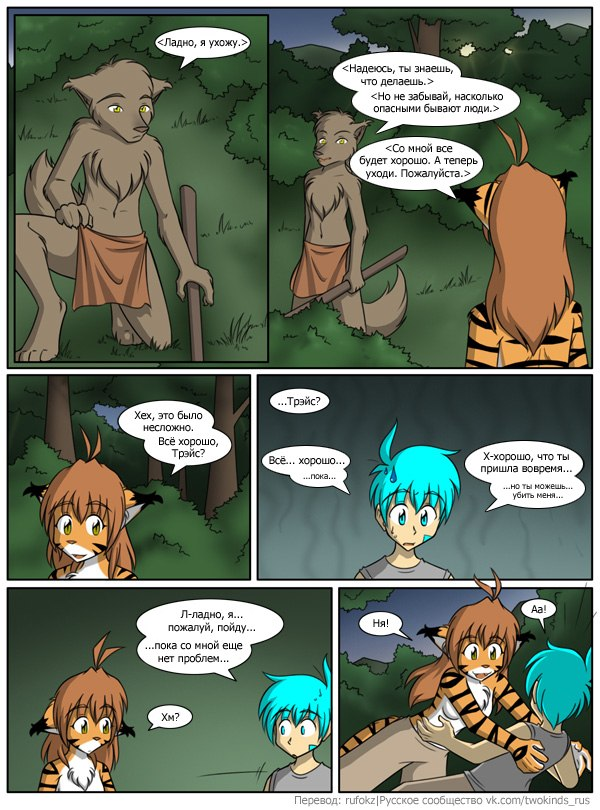 <Ладно, я ухожу.>
<Надеюсь, ты знаешь,
что делаешь.>
<Но не забывай, насколько
опасными бывают люди.>
<Со мной все
будет хорошо. А теперь
уходи. Пожалуйста.>
Хех, это было
несложно.
Всё хорошо,
Трэйс?
...Трэйс?
Всё... хорошо...
...пока...
Х-хорошо, что ты
пришла вовремя...
...но ты можешь...
убить меня...
Л-ладно, я...
пожалуй, пойду...
...пока со мной еще
нет проблем...
Хм?
Ня!
Аа!
Перевод: rufokz|Русское сообщество vk.com/twokinds_rus